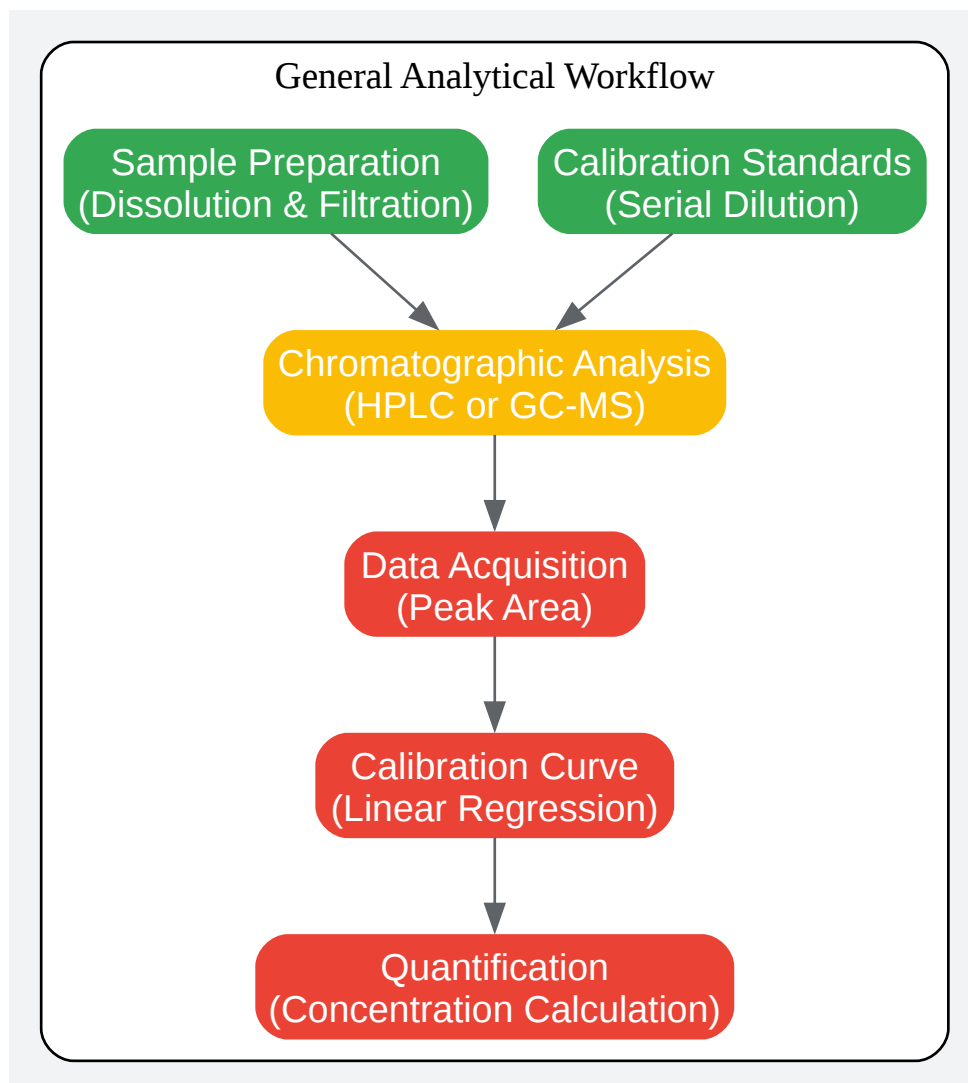 General Analytical Workflow
Sample Preparation
(Dissolution & Filtration)
Calibration Standards
(Serial Dilution)
Chromatographic Analysis
(HPLC or GC-MS)
Data Acquisition
(Peak Area)
Calibration Curve
(Linear Regression)
Quantification
(Concentration Calculation)